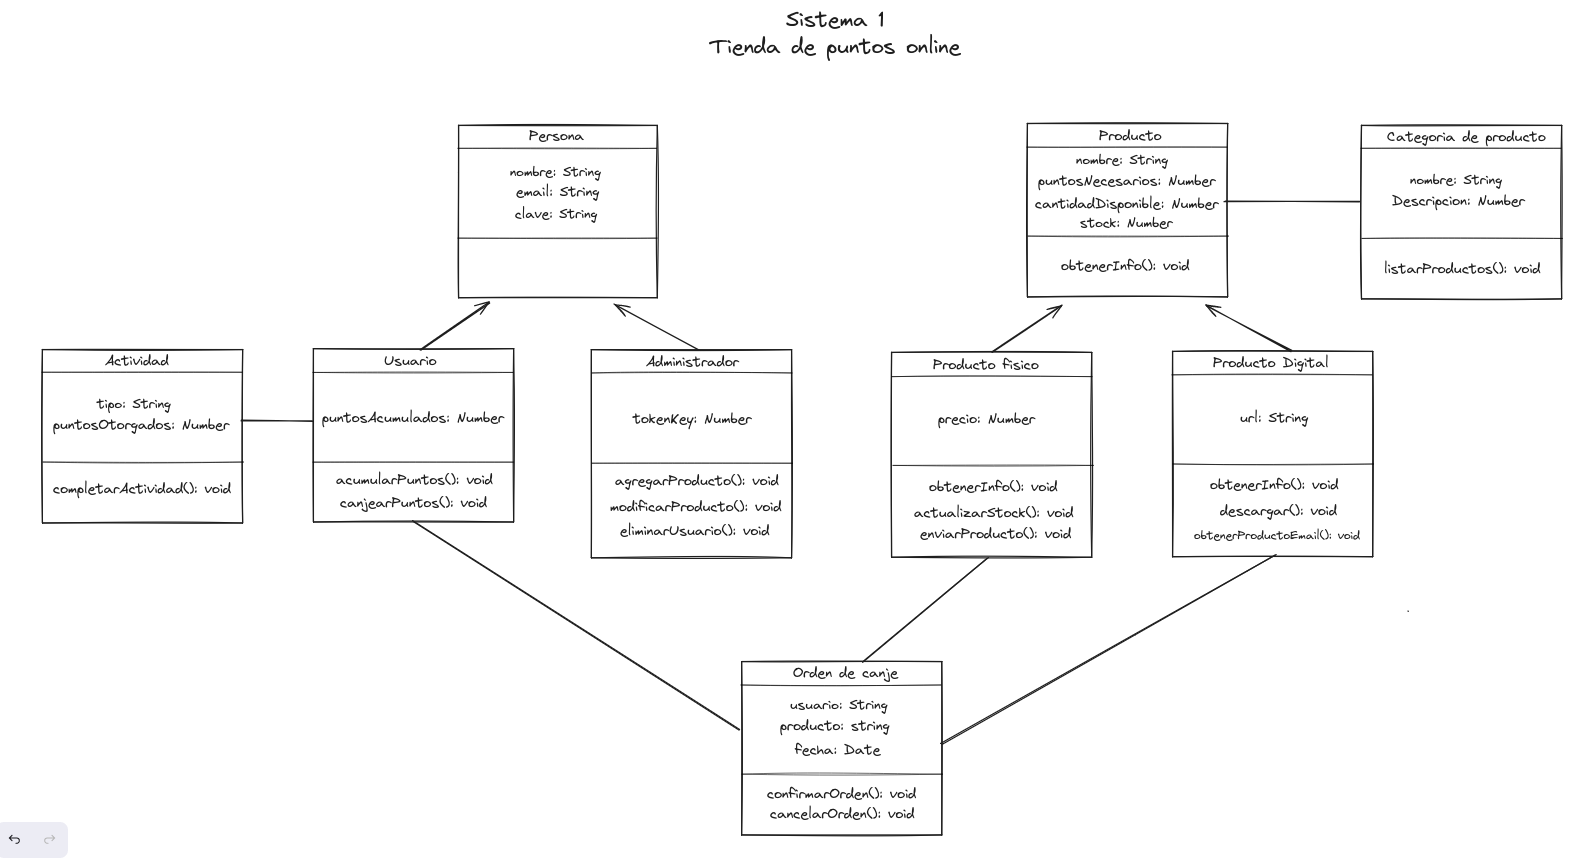 Sistema 1
Tienda de puntos online
Persona
nombre: String
email: String
clave: String
Producto
nombre: String
puntosNecesarios: Number
cantidadDisponible: Number
stock: Number
obtenerInfo(): void
Categoria de producto
nombre: String
Descripcion: Number
listarProductos(): void
Actividad
tipo: String
puntosOtorgados: Number
completarActividad(): void
Usuario
puntosAcumulados: Number
acumularPuntos(): void
canjearPuntos(): void
Administrador
tokenKey: Number
agregarProducto(): void
modificarProducto(): void
eliminarUsuario(): void
Producto fisico
precio: Number
obtenerInfo(): void
actualizarStock(): void
enviarProducto(): void
Producto Digital
url: String
obtenerInfo(): void
descargar(): void
obtenerProductoEmail(): void
Orden de canje
usuario: String
producto: string
fecha: Date
confirmarOrden(): void
cancelarOrden(): void